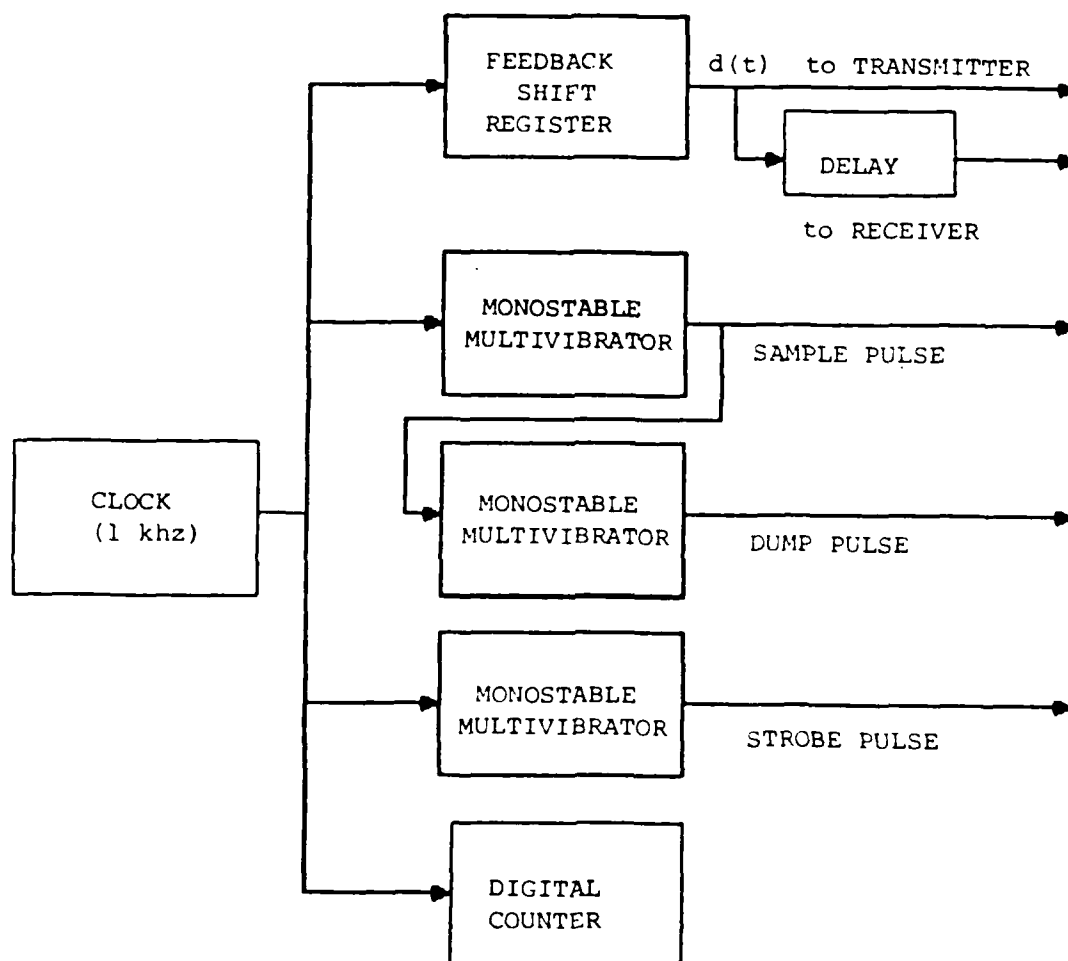 FEEDBACK
SHIFT
REGISTER
d(t) to TRANSMITTER
DELAY
to RECEIVER
MONOSTABLE
MULTIVIBRATOR
SAMPLE PULSE
CLOCK
(1 khz)
MONOSTABLE
MULTIVIBRATOR
DUMP PULSE
MONOSTABLE
MULTIVIBRATOR
STROBE PULSE
DIGITAL
COUNTER